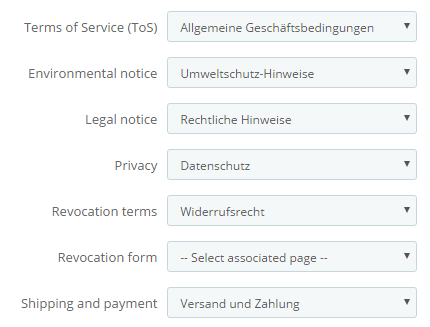 Terms of Service (ToS) Allgemeine Geschäftsbedingungen
Environmental notice Umweltschutz-Hinweise
Legal notice Rechtliche Hinweise
Privacy Datenschutz
Revocation terms Widerrufsrecht
Revocation form -- Select associated page --
Shipping and payment Versand und Zahlung